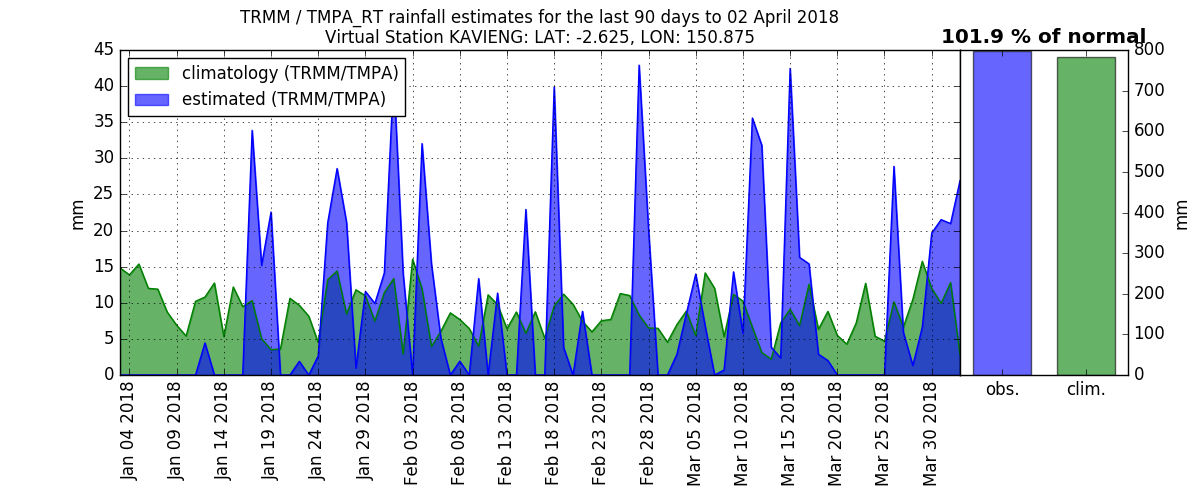 TRMM / TMPA_RT rainfall estimates for the last 90 days to 02 April 2018
Virtual Station KAVIENG: LAT: -2.625, LON: 150.875
101.9 % of normal
climatology (TRMM/TMPA)
estimated (TRMM/TMPA)
45
40
35
30
25
20
15
10
5
0
mm
Jan 04 2018
Jan 09 2018
Jan 14 2018
Jan 19 2018
Jan 24 2018
Jan 29 2018
Feb 03 2018
Feb 08 2018
Feb 13 2018
Feb 18 2018
Feb 23 2018
Feb 28 2018
Mar 05 2018
Mar 10 2018
Mar 15 2018
Mar 20 2018
Mar 25 2018
Mar 30 2018
800
700
600
500
400
300
200
100
0
mm
obs.
clim.